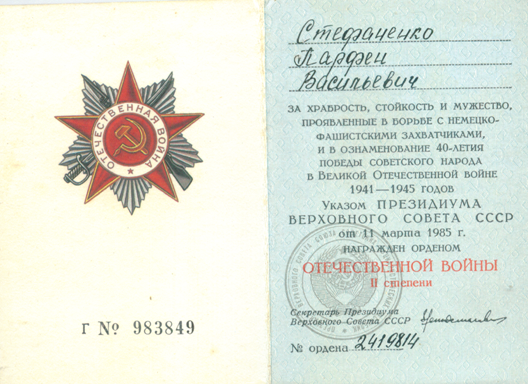 ОТЕЧЕСТВЕННАЯ ВОЙНА
г № 983849
Стефаненко
Парфен
Васильевич
ЗА ХРАБРОСТЬ, СТОЙКОСТЬ И МУЖЕСТВО,
ПРОЯВЛЕННЫЕ В БОРЬБЕ С НЕМЕЦКО-
ФАШИСТСКИМИ ЗАХВАТЧИКАМИ,
И В ОЗНАМЕНОВАНИЕ 40-ЛЕТИЯ
ПОБЕДЫ СОВЕТСКОГО НАРОДА
В ВЕЛИКОЙ ОТЕЧЕСТВЕННОЙ ВОЙНЕ
1941—1945 ГОДОВ
Указом ПРЕЗИДИУМА
ВЕРХОВНОГО СОВЕТА СССР
от 11 марта 1985 г.
НАГРАЖДЕН ОРДЕНОМ
ОТЕЧЕСТВЕННОЙ ВОЙНЫ
II степени
Секретарь Президиума
Верховного Совета СССР
№ ордена 2419814